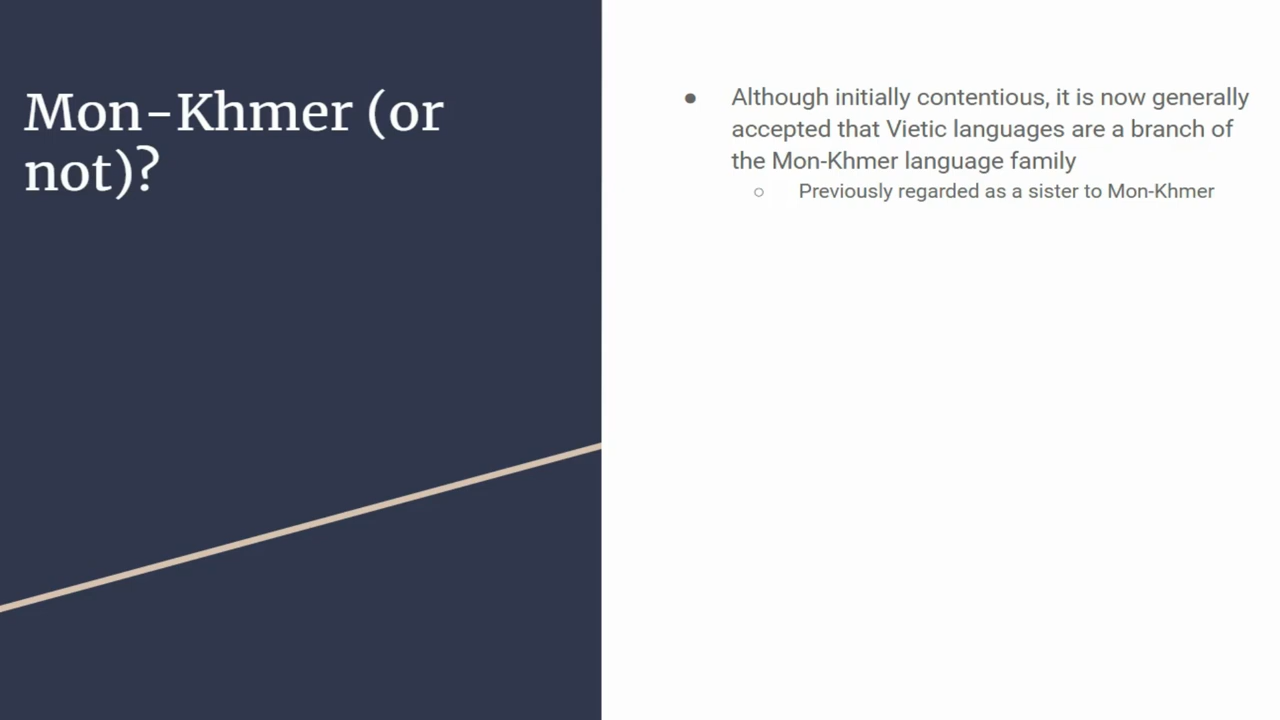 Mon-Khmer (or
not)?
● Although initially contentious, it is now generally
accepted that Vietic languages are a branch of
the Mon-Khmer language family
○ Previously regarded as a sister to Mon-Khmer